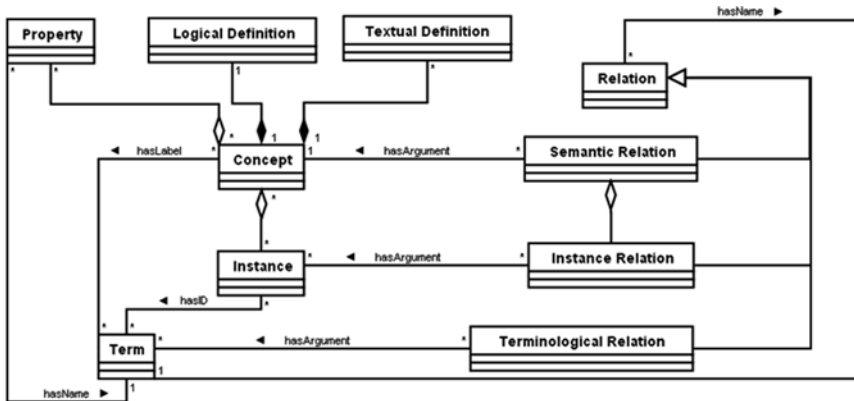 hasName ►
Property
Logical Definition
Textual Definition
Relation
*
*
1
*
*
*
1
1
◄ hasLabel
*
Concept
1
◄ hasArgument
*
Semantic Relation
*
*
Instance
*
◄ hasArgument
*
Instance Relation
◄ hasID
*
*
*
Term
*
◄ hasArgument
*
Terminological Relation
1
hasName ►
1